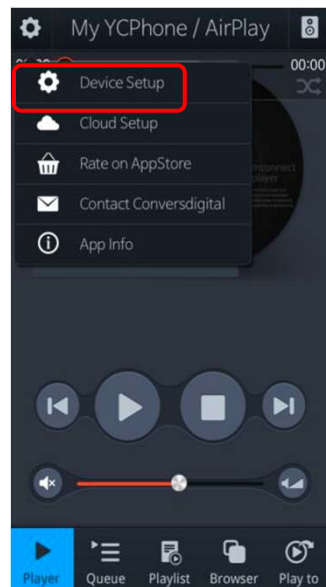 My YCPhone / AirPlay
00:00
Device Setup
Cloud Setup
Rate on AppStore
Contact Conversdigital
App Info
player
Player
Queue
Playlist
Browser
Play to